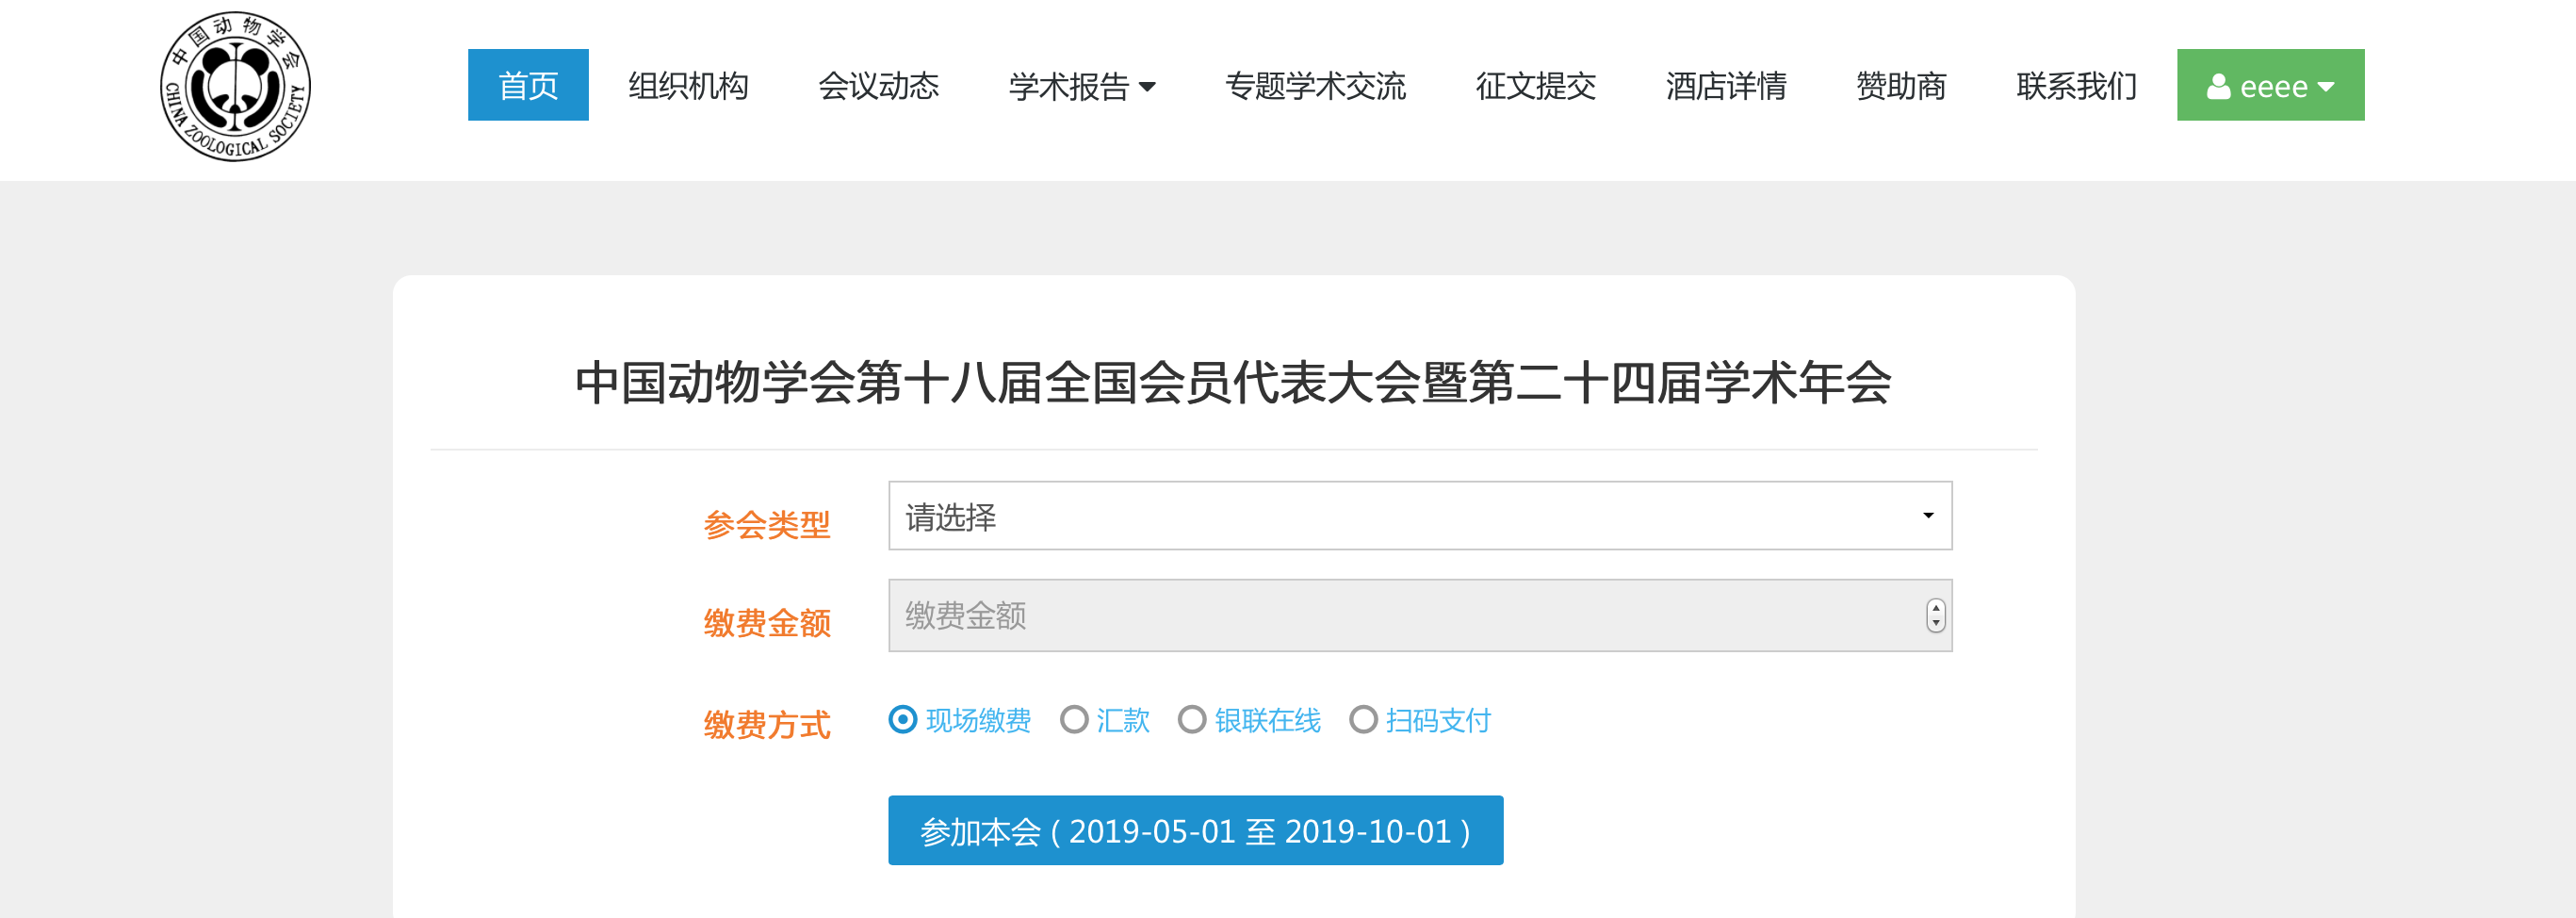 中国动物学会
CHINA ZOOLOGICAL SOCIETY
首页 组织机构 会议动态 学术报告 专题学术交流 征文提交 酒店详情 赞助商 联系我们 eeee
中国动物学会第十八届全国会员代表大会暨第二十四届学术年会
参会类型 请选择
缴费金额 缴费金额
缴费方式 现场缴费 汇款 银联在线 扫码支付
参加本会 ( 2019-05-01 至 2019-10-01 )